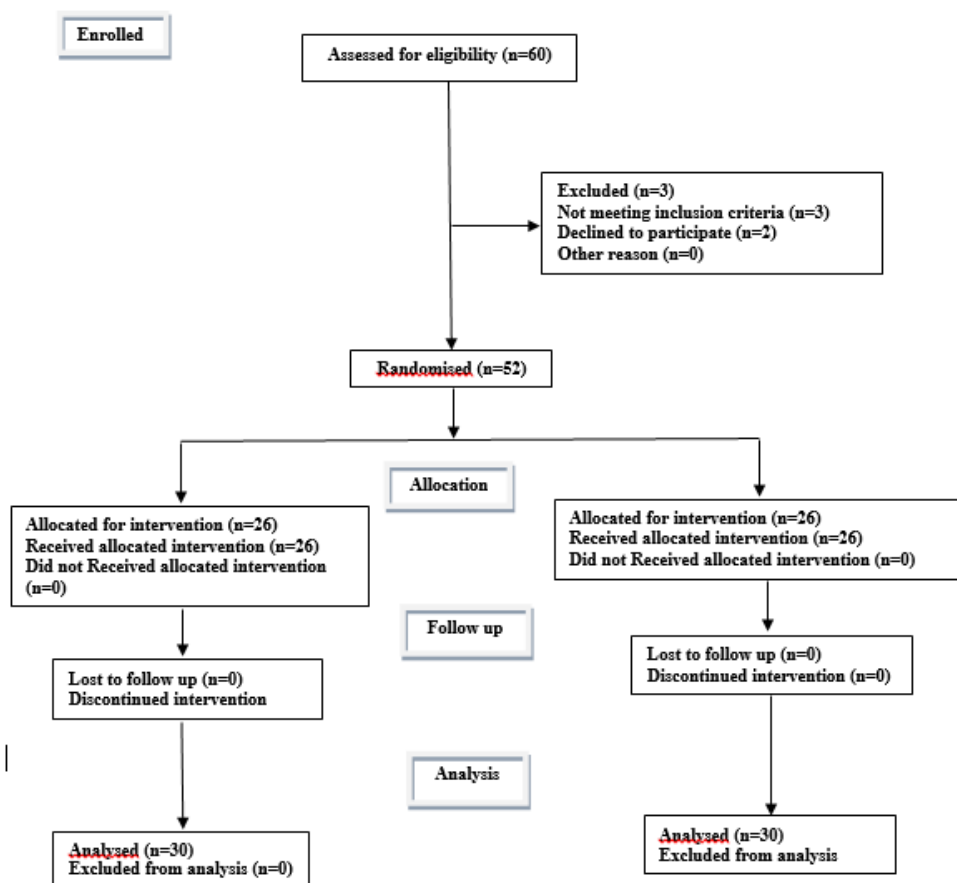 Enrolled
Assessed for eligibility (n=60)
Excluded (n=3)
Not meeting inclusion criteria (n=3)
Declined to participate (n=2)
Other reason (n=0)
Randomised (n=52)
Allocation
Allocated for intervention (n=26)
Received allocated intervention (n=26)
Did not Received allocated intervention
(n=0)
Allocated for intervention (n=26)
Received allocated intervention (n=26)
Did not Received allocated intervention (n=0)
Follow up
Lost to follow up (n=0)
Discontinued intervention
Lost to follow up (n=0)
Discontinued intervention (n=0)
Analysis
Analysed (n=30)
Excluded from analysis (n=0)
Analysed (n=30)
Excluded from analysis